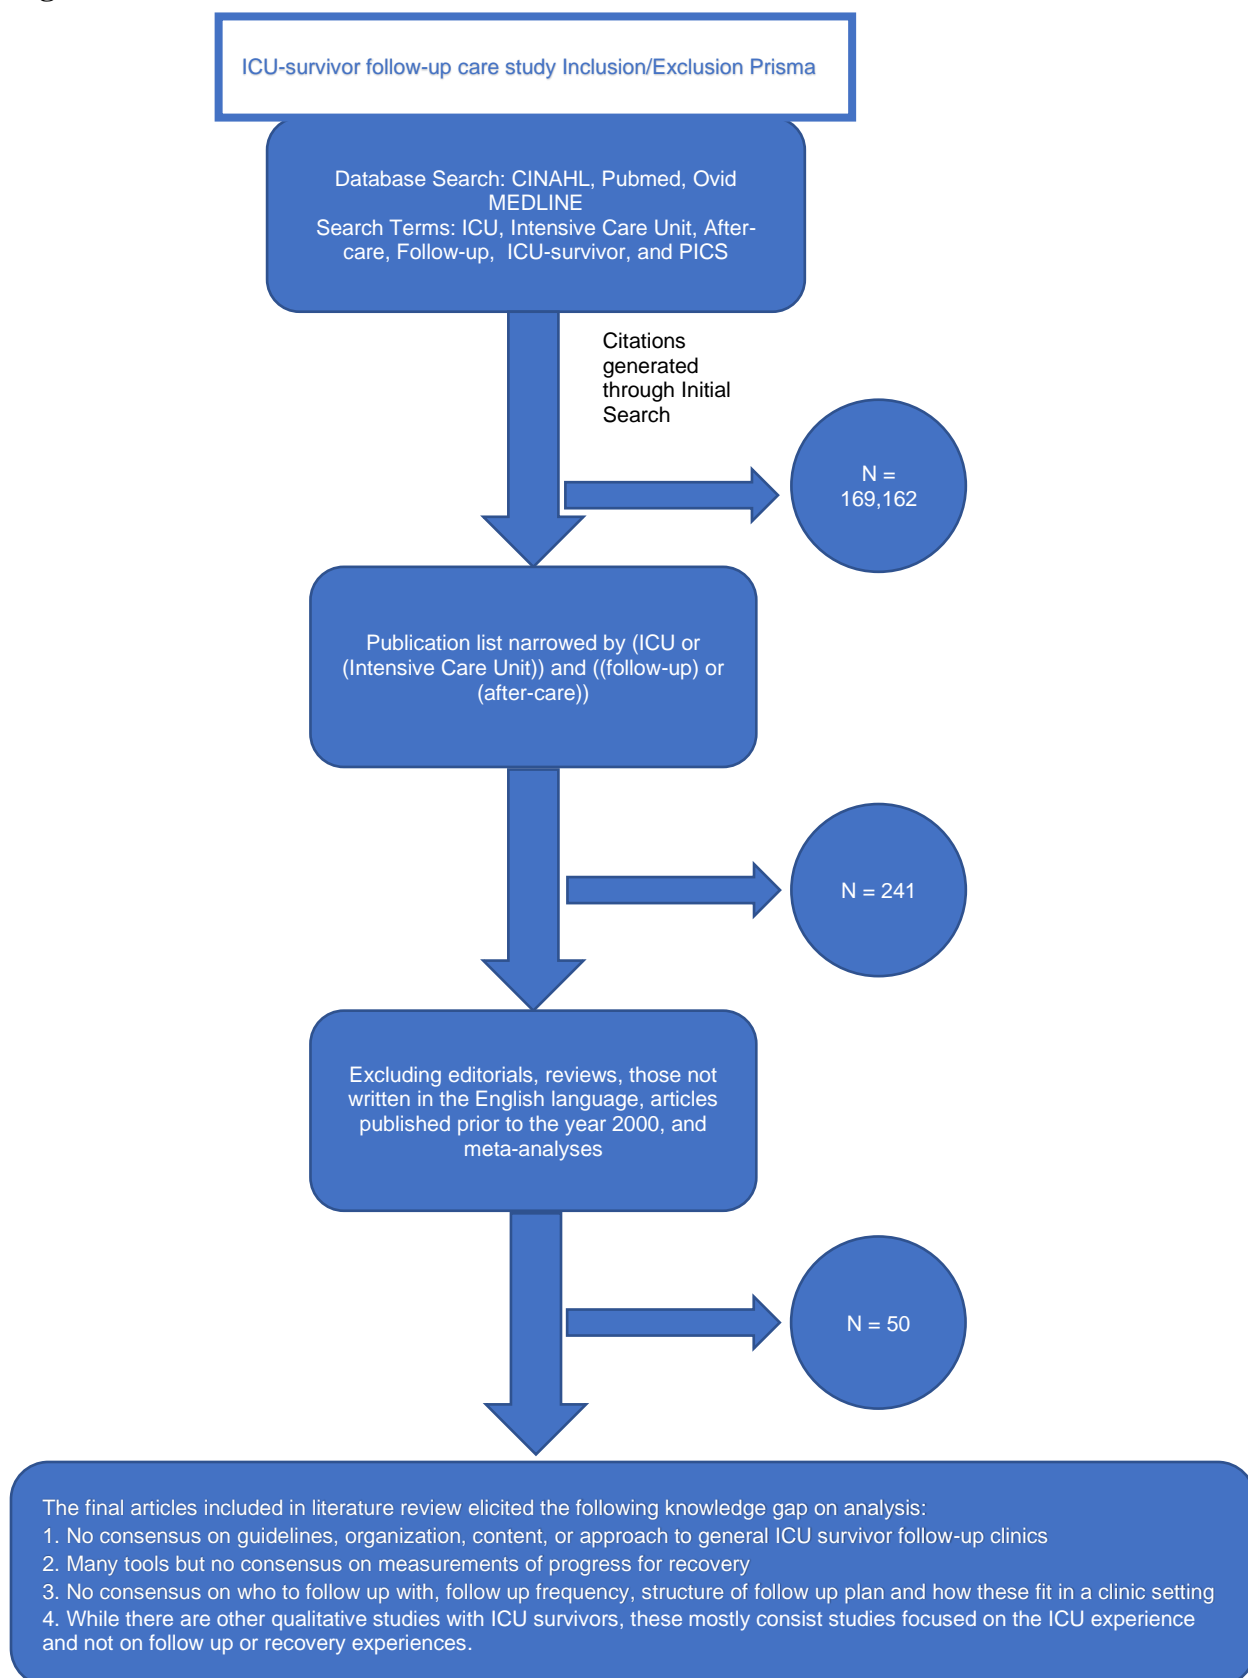 ICU-survivor follow-up care study Inclusion/Exclusion Prisma
Database Search: CINAHL, Pubmed, Ovid
MEDLINE
Search Terms: ICU, Intensive Care Unit, After-
care, Follow-up, ICU-survivor, and PICS
Citations
generated
through Initial
Search
N =
169,162
Publication list narrowed by (ICU or
(Intensive Care Unit)) and ((follow-up) or
(after-care))
N = 241
Excluding editorials, reviews, those not
written in the English language, articles
published prior to the year 2000, and
meta-analyses
N = 50
The final articles included in literature review elicited the following knowledge gap on analysis:
1. No consensus on guidelines, organization, content, or approach to general ICU survivor follow-up clinics
2. Many tools but no consensus on measurements of progress for recovery
3. No consensus on who to follow up with, follow up frequency, structure of follow up plan and how these fit in a clinic setting
4. While there are other qualitative studies with ICU survivors, these mostly consist studies focused on the ICU experience
and not on follow up or recovery experiences.